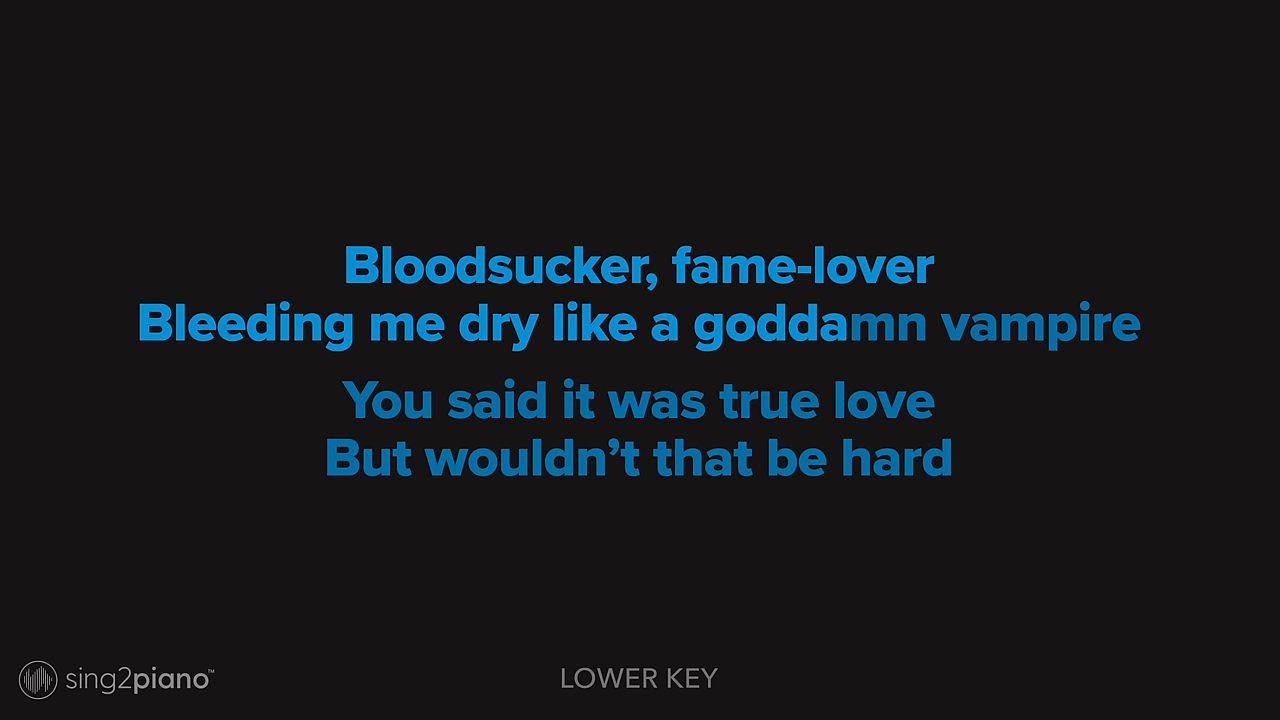 Bloodsucker, fame-lover
Bleeding me dry like a goddamn vampire
You said it was true love
But wouldn’t that be hard
sing2piano™
LOWER KEY